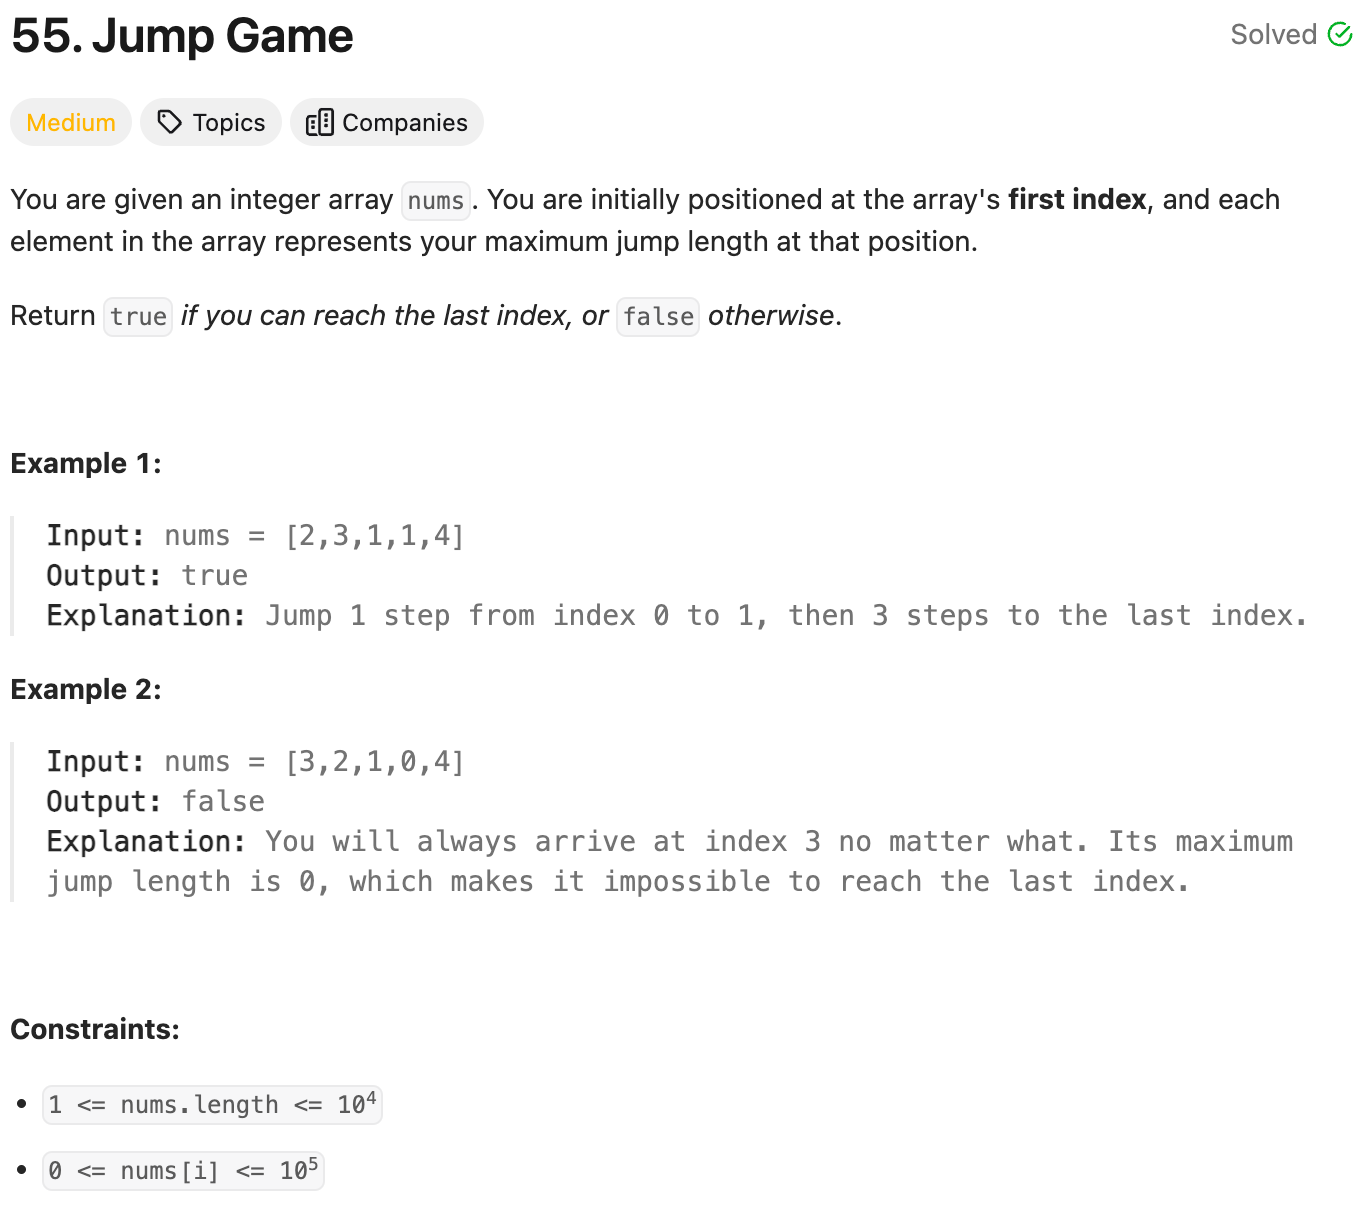 55. Jump Game
Solved
Medium
Topics
Companies
You are given an integer array nums. You are initially positioned at the array's first index, and each
element in the array represents your maximum jump length at that position.
Return true if you can reach the last index, or false otherwise.
Example 1:
Input: nums = [2,3,1,1,4]
Output: true
Explanation: Jump 1 step from index 0 to 1, then 3 steps to the last index.
Example 2:
Input: nums = [3,2,1,0,4]
Output: false
Explanation: You will always arrive at index 3 no matter what. Its maximum
jump length is 0, which makes it impossible to reach the last index.
Constraints:
• 1 <= nums.length <= 10⁴
• 0 <= nums[i] <= 10⁵